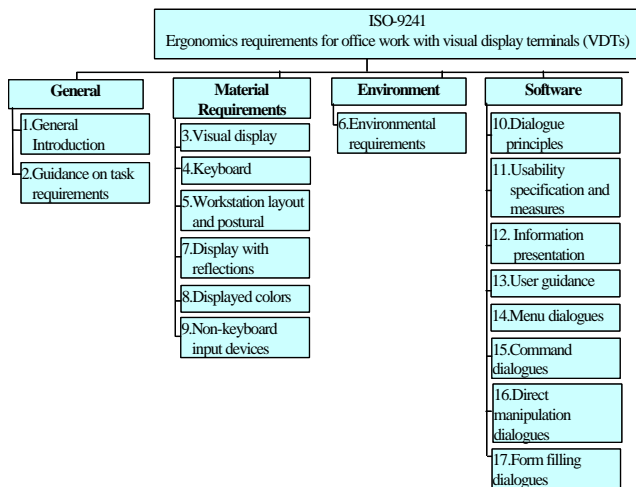 ISO-9241
Ergonomics requirements for office work with visual display terminals (VDTs)
General
1.General
Introduction
2.Guidance on task
requirements
Material
Requirements
3.Visual display
4.Keyboard
5.Workstation layout
and postural
7.Display with
reflections
8.Displayed colors
9.Non-keyboard
input devices
Environment
6.Environmental
requirements
Software
10.Dialogue
principles
11.Usability
specification and
measures
12. Information
presentation
13.User guidance
14.Menu dialogues
15.Command
dialogues
16.Direct
manipulation
dialogues
17.Form filling
dialogues